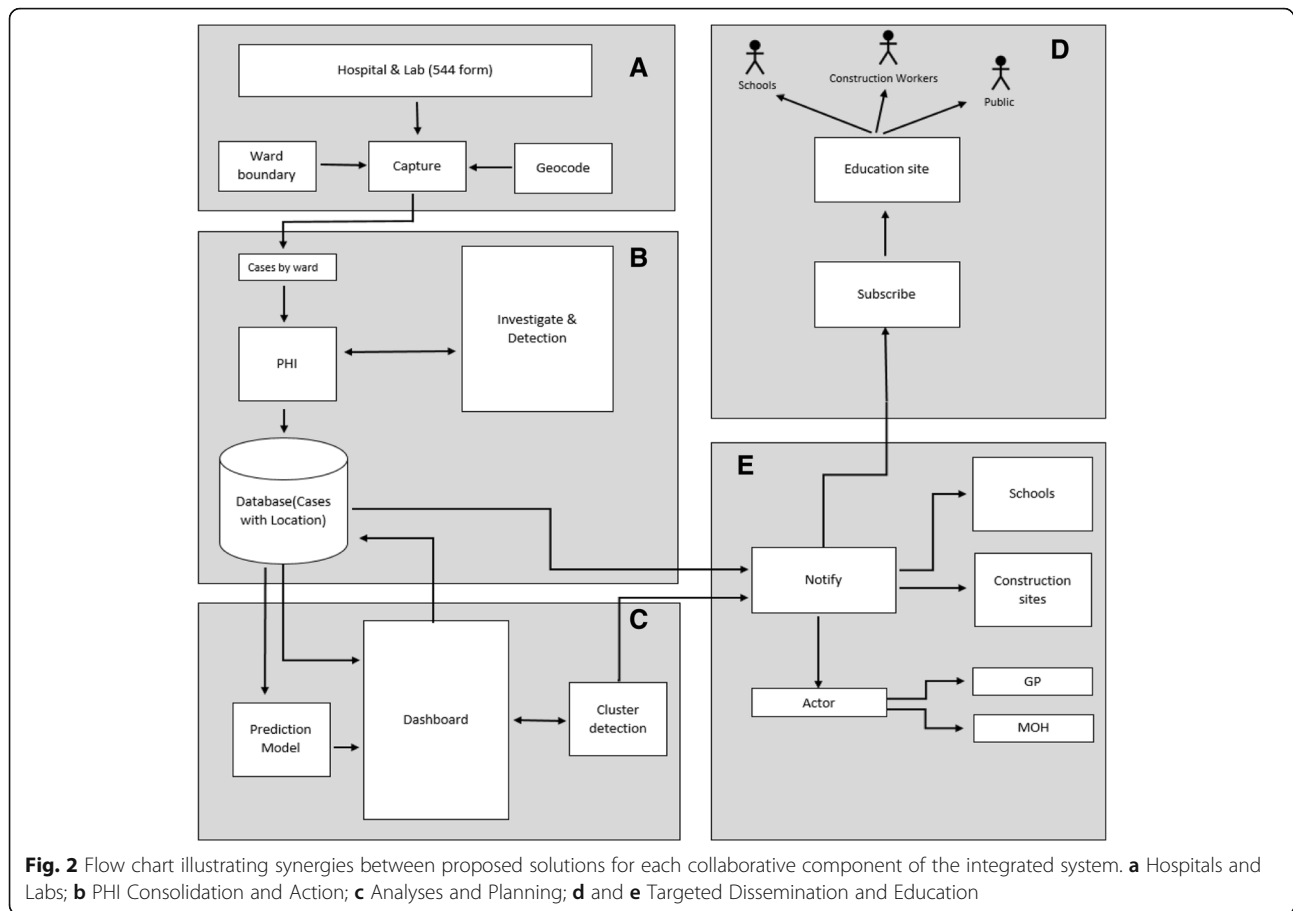 A
Hospital & Lab (544 form)
Ward
boundary
Capture
Geocode
B
Cases by ward
PHI
Investigate &
Detection
Database(Cases
with Location)
C
Prediction
Model
Dashboard
Cluster
detection
D
Schools
Construction Workers
Public
Education site
Subscribe
E
Schools
Notify
Construction
sites
Actor
GP
MOH
Fig. 2 Flow chart illustrating synergies between proposed solutions for each collaborative component of the integrated system. a Hospitals and
Labs; b PHI Consolidation and Action; c Analyses and Planning; d and e Targeted Dissemination and Education